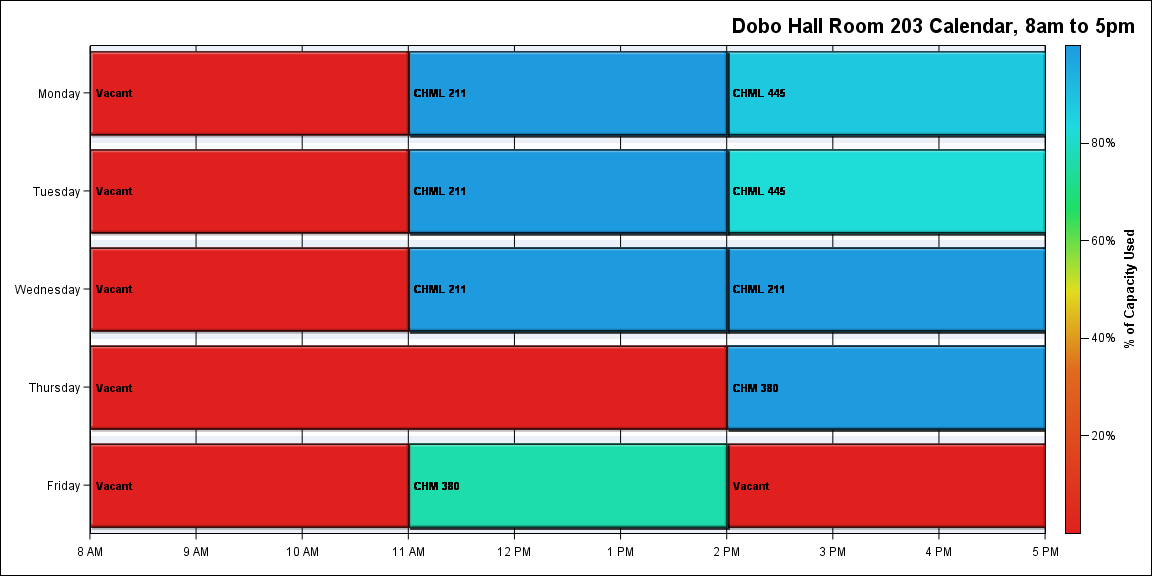 Dobo Hall Room 203 Calendar, 8am to 5pm
Monday
Vacant
CHML 211
CHML 445
Tuesday
Vacant
CHML 211
CHML 445
Wednesday
Vacant
CHML 211
CHML 211
Thursday
Vacant
CHM 380
Friday
Vacant
CHM 380
Vacant
8 AM 9 AM 10 AM 11 AM 12 PM 1 PM 2 PM 3 PM 4 PM 5 PM
80%
60%
40%
20%
% of Capacity Used